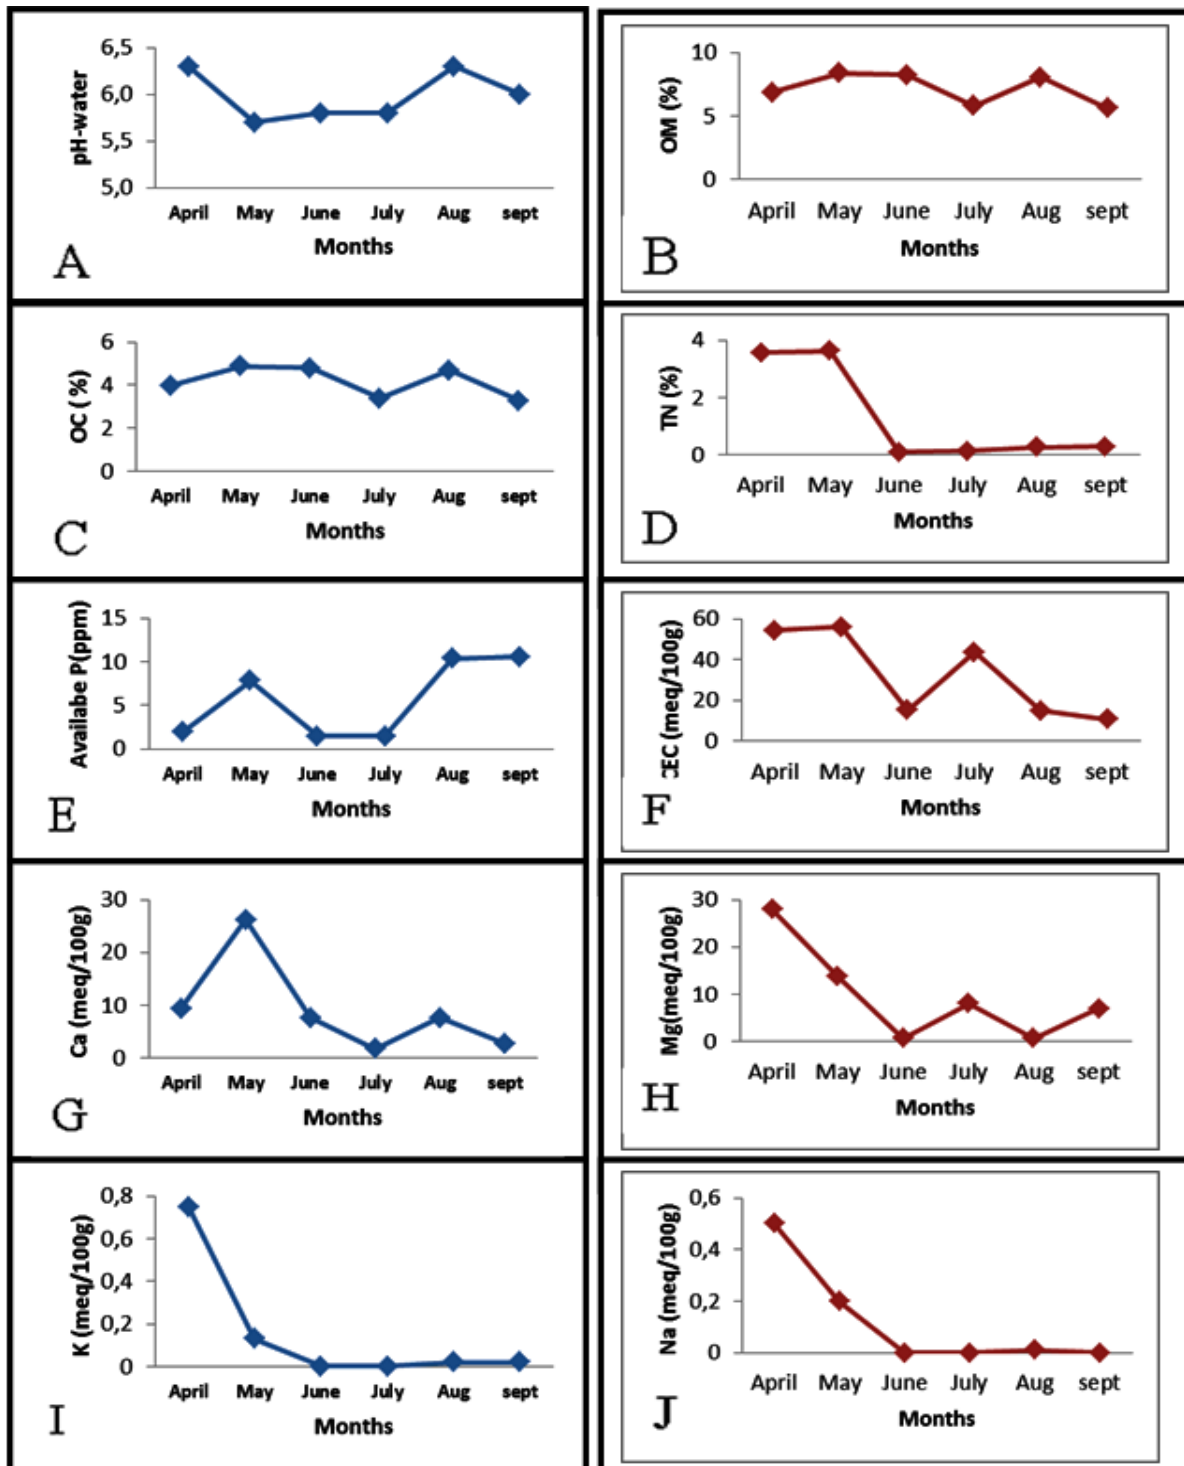 pH-water
6,5
6,0
5,5
5,0
April May June July Aug sept
Months
A
OM (%)
10
5
0
April May June July Aug sept
Months
B
OC ( %)
6
4
2
0
April May June July Aug sept
Months
C
TN (%)
4
2
0
April May June July Aug sept
Months
D
Availabe P(ppm)
15
10
5
0
April May June July Aug sept
Months
E
CEC (meq/100g)
60
40
20
0
April May June July Aug sept
Months
F
Ca (meq/100g)
30
20
10
0
April May June July Aug sept
Months
G
Mg(meq/100g)
30
20
10
0
April May June July Aug sept
Months
H
K (meq/100g)
0,8
0,6
0,4
0,2
0
April May June July Aug sept
Months
I
Na (meq/100g)
0,6
0,4
0,2
0
April May June July Aug sept
Months
J